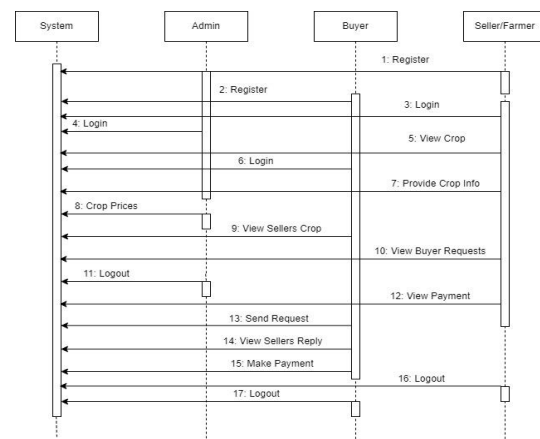 System
Admin
Buyer
Seller/Farmer
1: Register
2: Register
3: Login
4: Login
5: View Crop
6: Login
7: Provide Crop Info
8: Crop Prices
9: View Sellers Crop
10: View Buyer Requests
11: Logout
12: View Payment
13: Send Request
14: View Sellers Reply
15: Make Payment
16: Logout
17: Logout